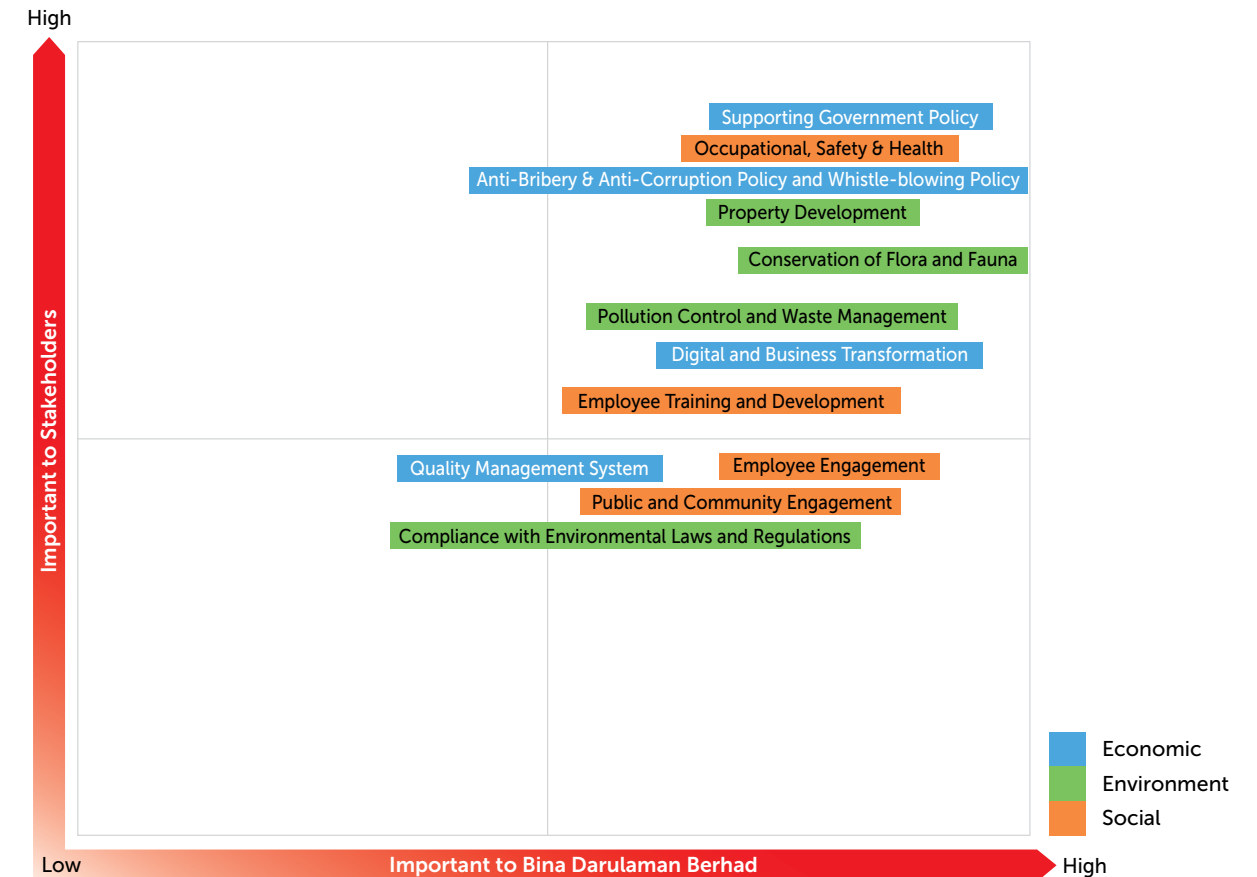 High
Supporting Government Policy
Occupational, Safety & Health
Anti-Bribery & Anti-Corruption Policy and Whistle-blowing Policy
Property Development
Conservation of Flora and Fauna
Pollution Control and Waste Management
Digital and Business Transformation
Employee Training and Development
Important to Stakeholders
Quality Management System
Employee Engagement
Public and Community Engagement
Compliance with Environmental Laws and Regulations
Economic
Environment
Social
Low
Important to Bina Darulaman Berhad
High